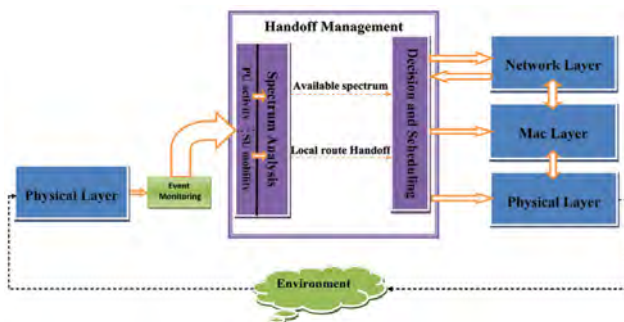 Handoff Management
PU activity
SU mobility
Spectrum Analysis
Available spectrum
Local route Handoff
Decision and Scheduling
Network Layer
Mac Layer
Physical Layer
Physical Layer
Event
Monitoring
Environment